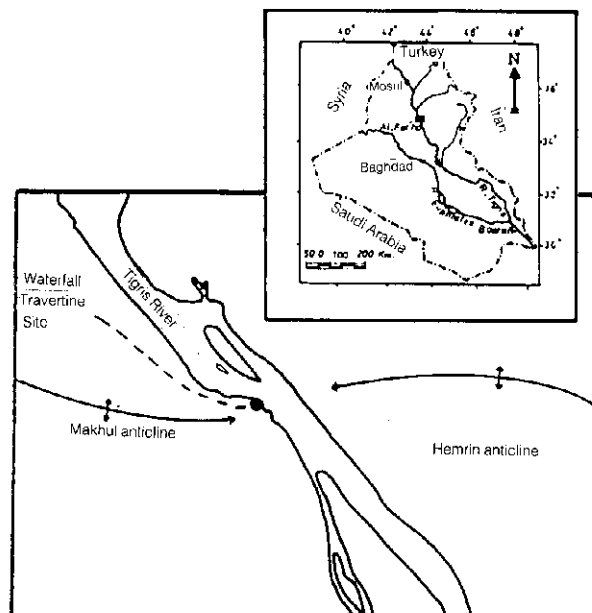 40° 42° 44° 46° 48°
Turkey
N
Mosul
Syria
Iran
36°
Al Fatha
34°
Baghdad
32°
R. Tigris
Saudi Arabia
30°
50 0 100 200 Km.
Waterfall
Travertine
Site
Tigris River
Makhul anticline
Hemrin anticline